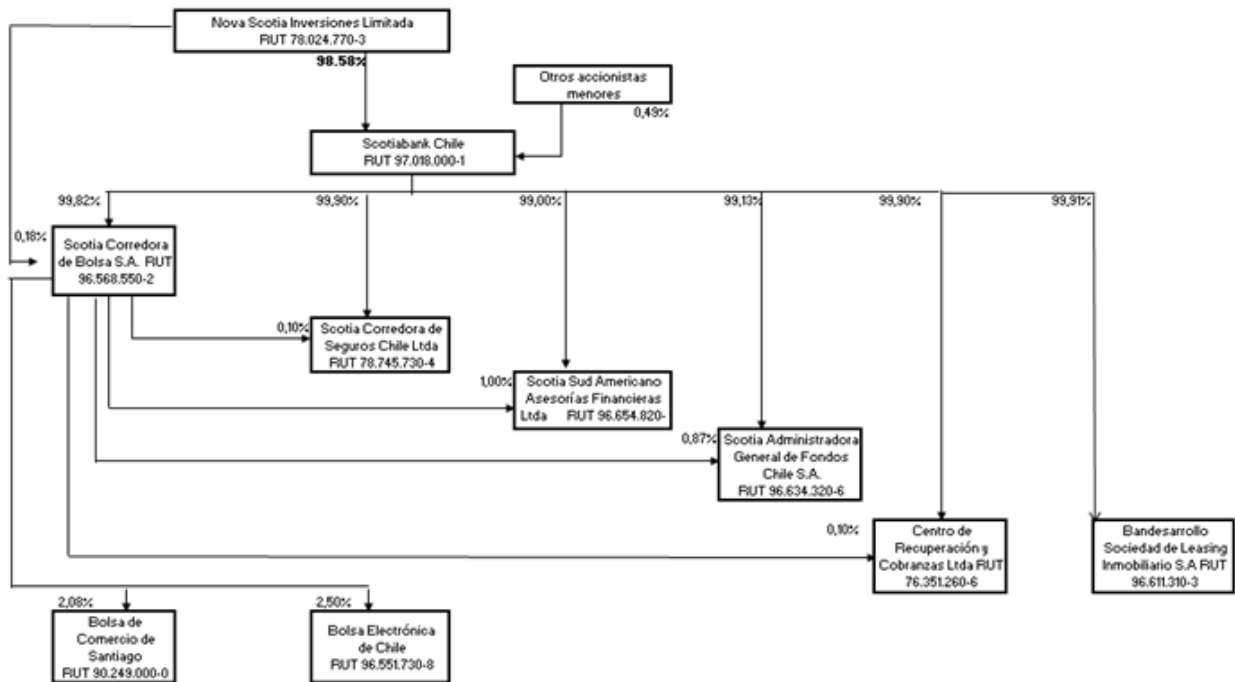 Nova Scotia Inversiones Limitada
RUT 78.024.770-3
98.58%
Otros accionistas
menores
0,49%
Scotiabank Chile
RUT 97.018.000-1
99,82%
99,90%
99,00%
99,13%
99,90%
99,91%
0,18%
Scotia Corredora
de Bolsa S.A. RUT
96.568.550-2
0,10%
Scotia Corredora de
Seguros Chile Ltda
RUT 78.745.730-4
1,00%
Scotia Sud Americano
Asesorías Financieras
Ltda RUT 96.654.820-
0,87%
Scotia Administradora
General de Fondos
Chile S.A.
RUT 96.634.320-6
0,10%
Centro de
Recuperación y
Cobranzas Ltda RUT
76.351.260-6
Bandesarrollo
Sociedad de Leasing
Inmobiliario S.A RUT
96.611.310-3
2,08%
Bolsa de
Comercio de
Santiago
RUT 90.249.000-0
2,50%
Bolsa Electrónica
de Chile
RUT 96.551.730-8